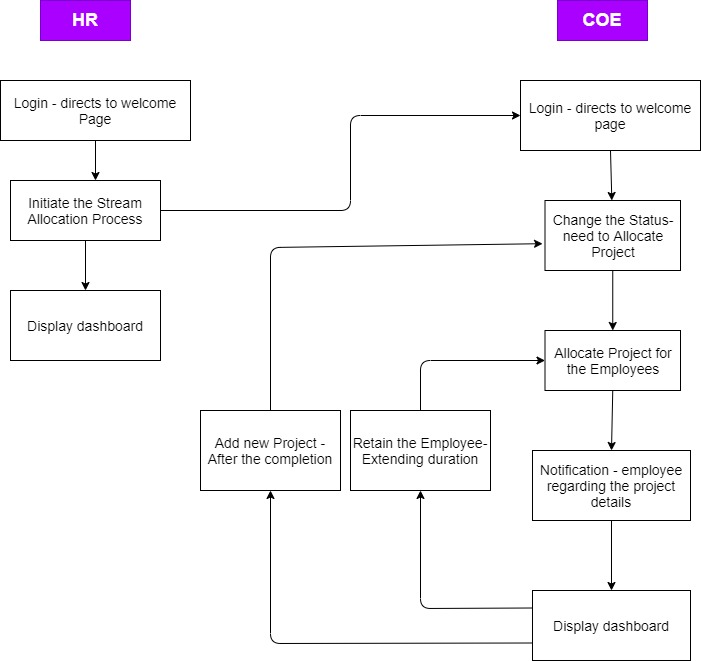 HR
COE
Login - directs to welcome
Page
Login - directs to welcome
page
Initiate the Stream
Allocation Process
Change the Status-
need to Allocate
Project
Display dashboard
Allocate Project for
the Employees
Add new Project -
After the completion
Retain the Employee-
Extending duration
Notification - employee
regarding the project
details
Display dashboard